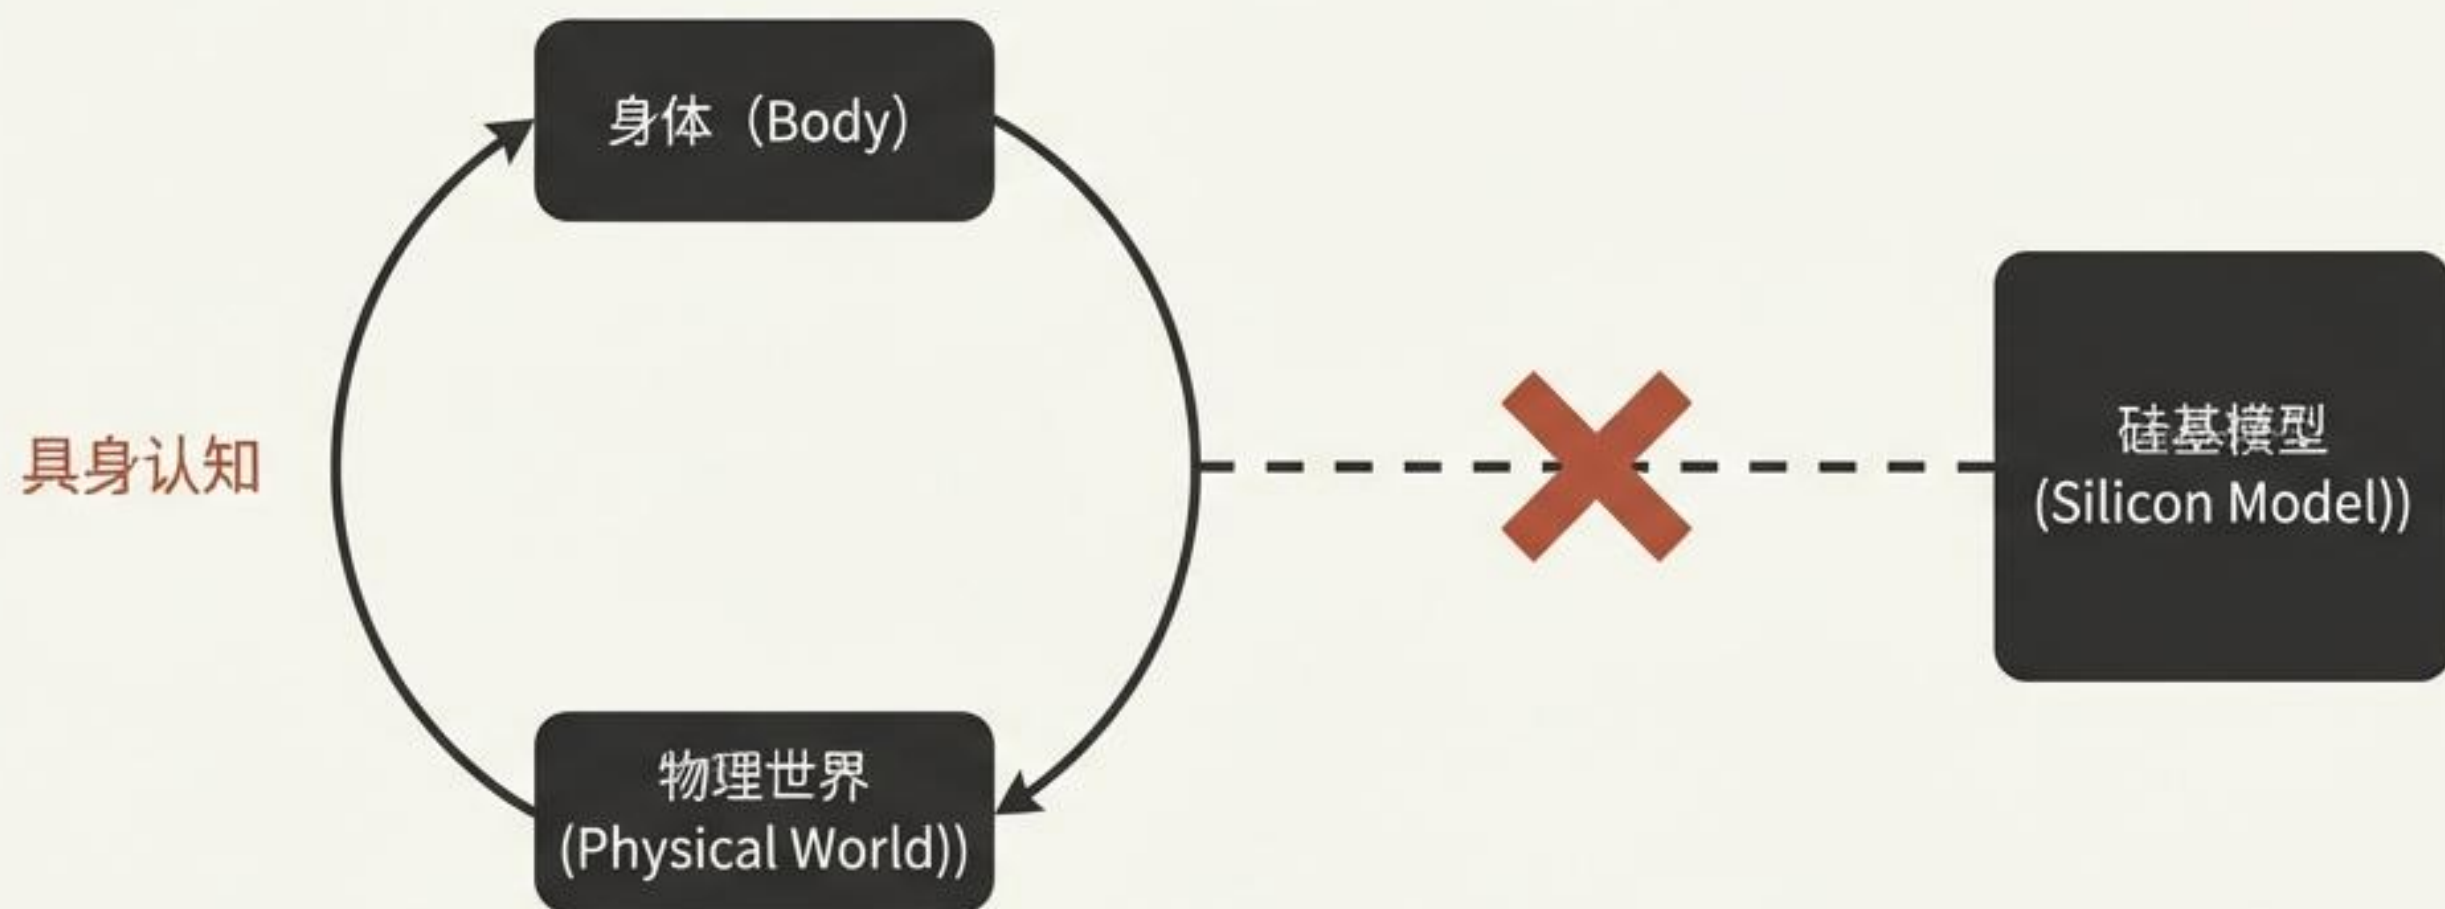 身体（Body）
具身认知
硅基模型
(Silicon Model))
物理世界
(Physical World))